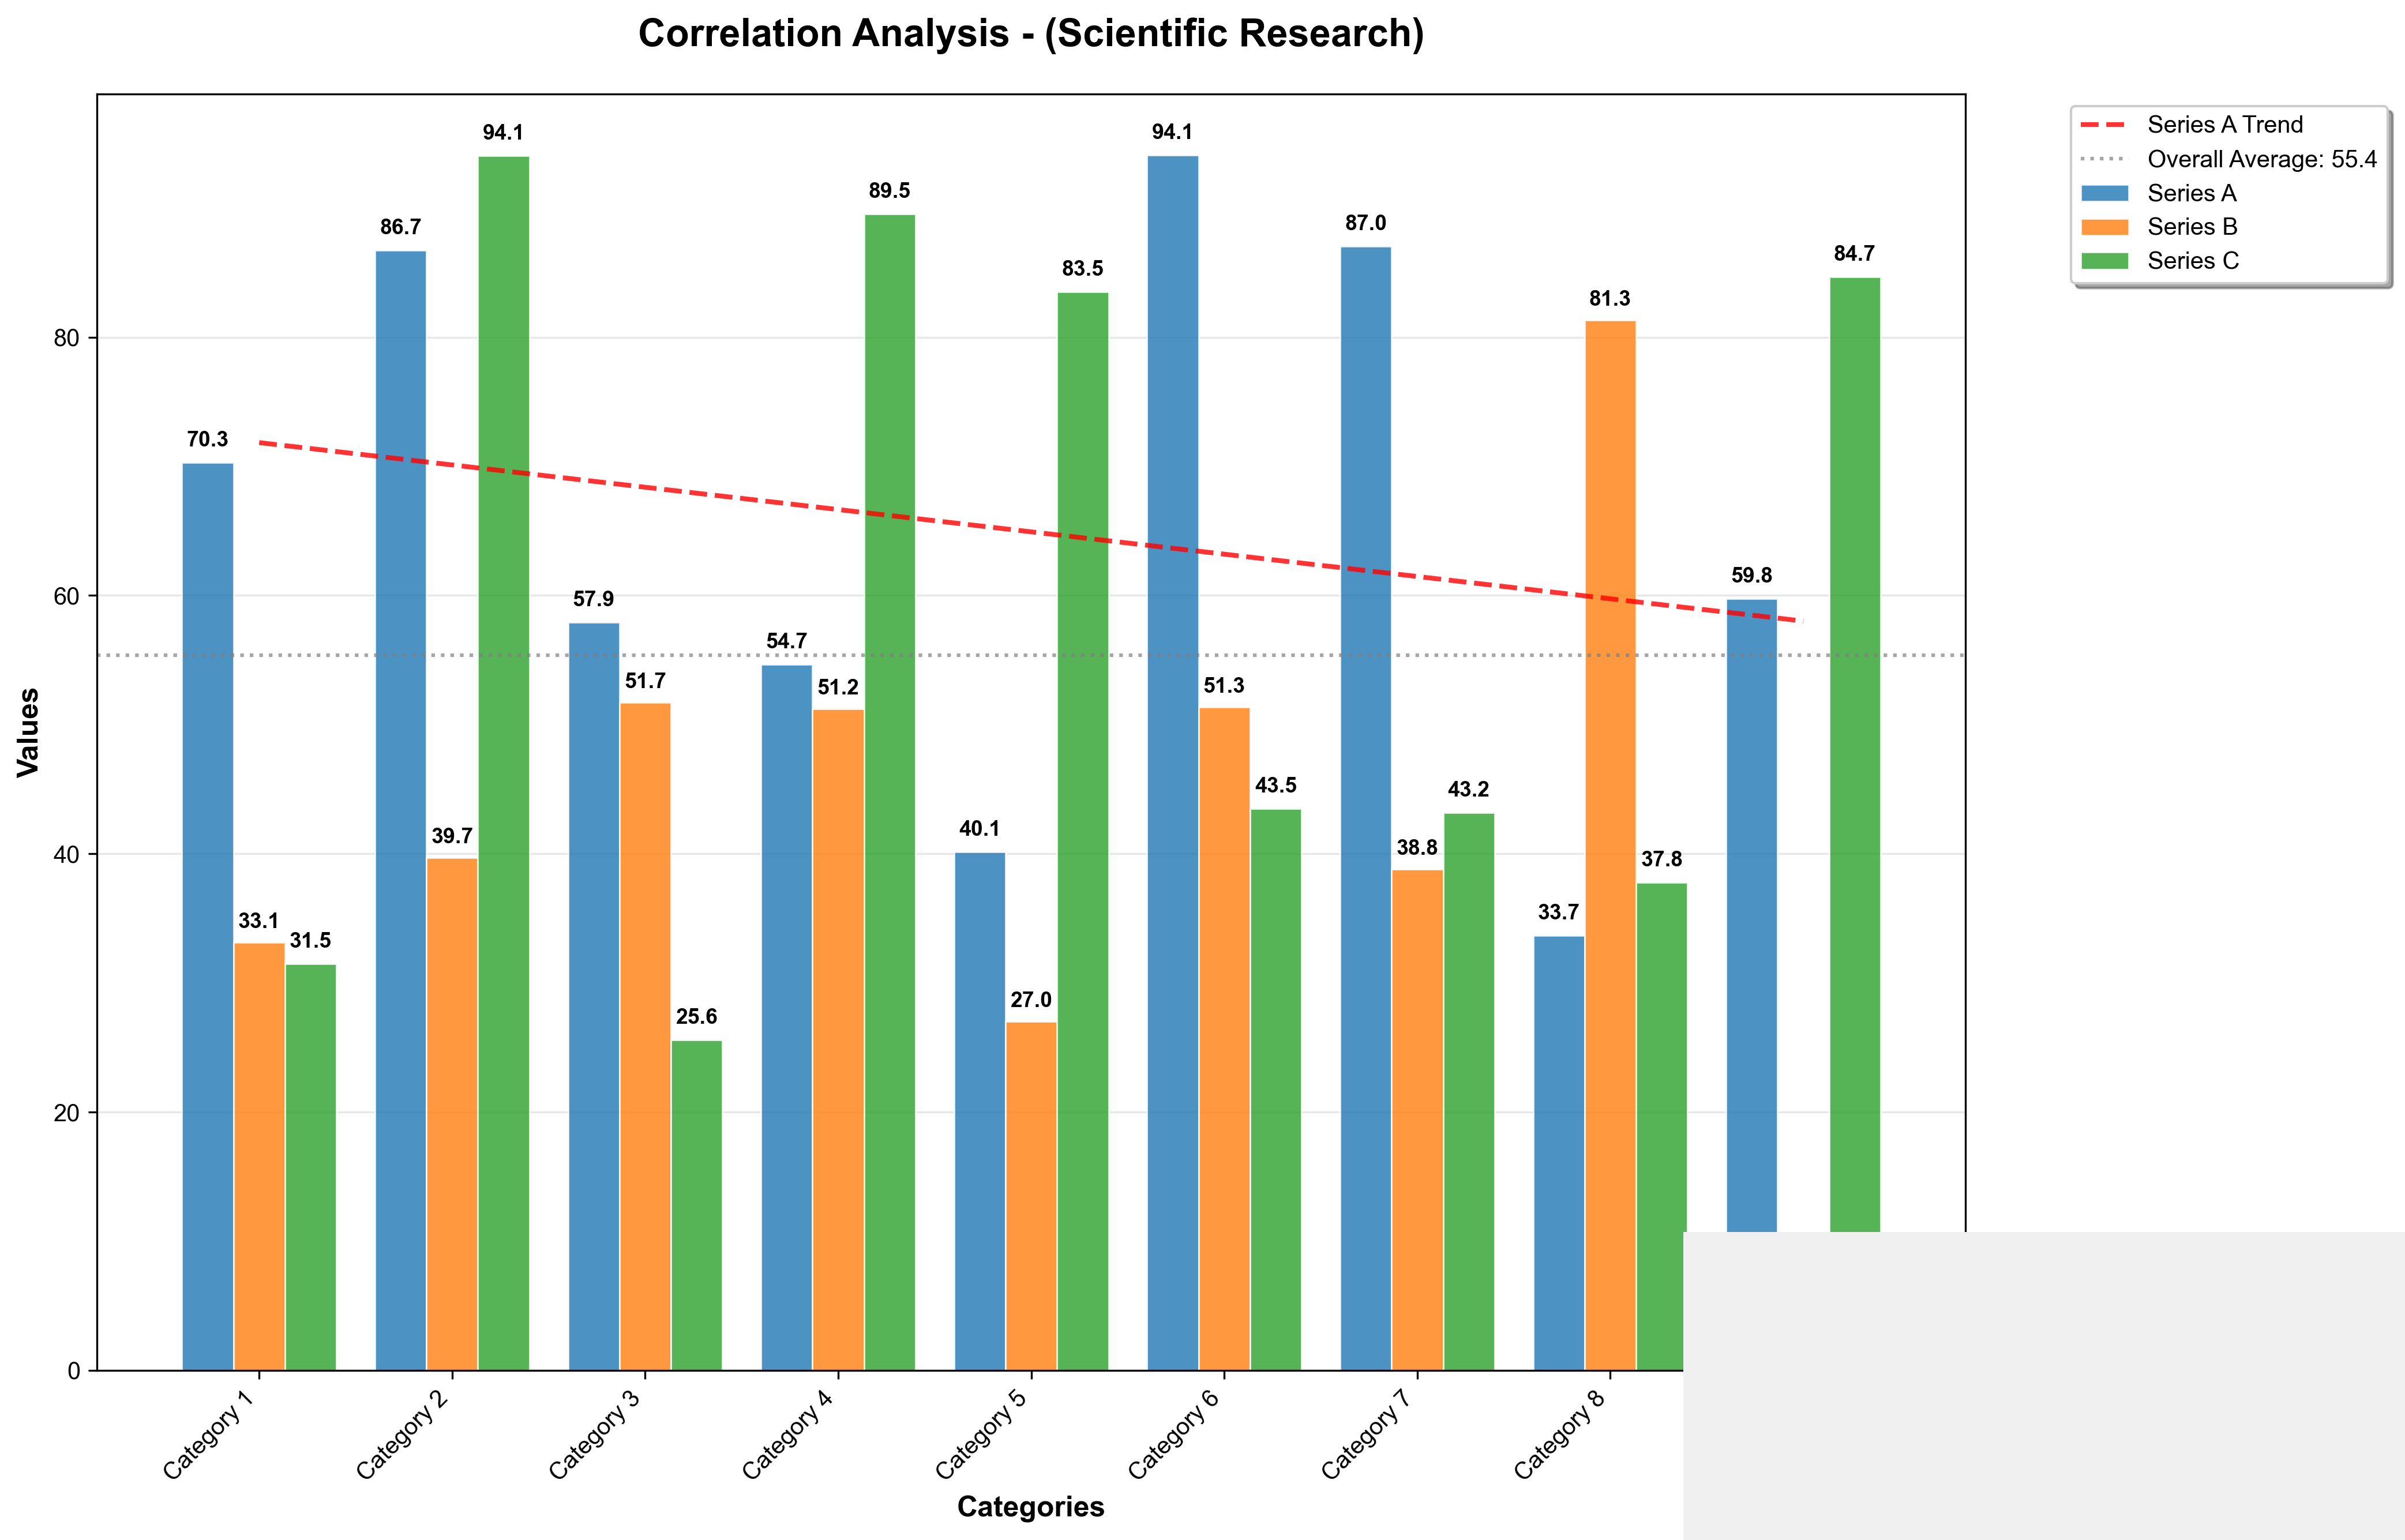 Correlation Analysis - (Scientific Research)
Series A Trend
Overall Average: 55.4
Series A
Series B
Series C
Values
80
60
40
20
0
70.3
33.1
31.5
86.7
39.7
94.1
57.9
51.7
25.6
54.7
51.2
89.5
40.1
27.0
83.5
94.1
51.3
43.5
87.0
38.8
43.2
33.7
81.3
37.8
59.8
84.7
Category 1
Category 2
Category 3
Category 4
Category 5
Category 6
Category 7
Category 8
Categories